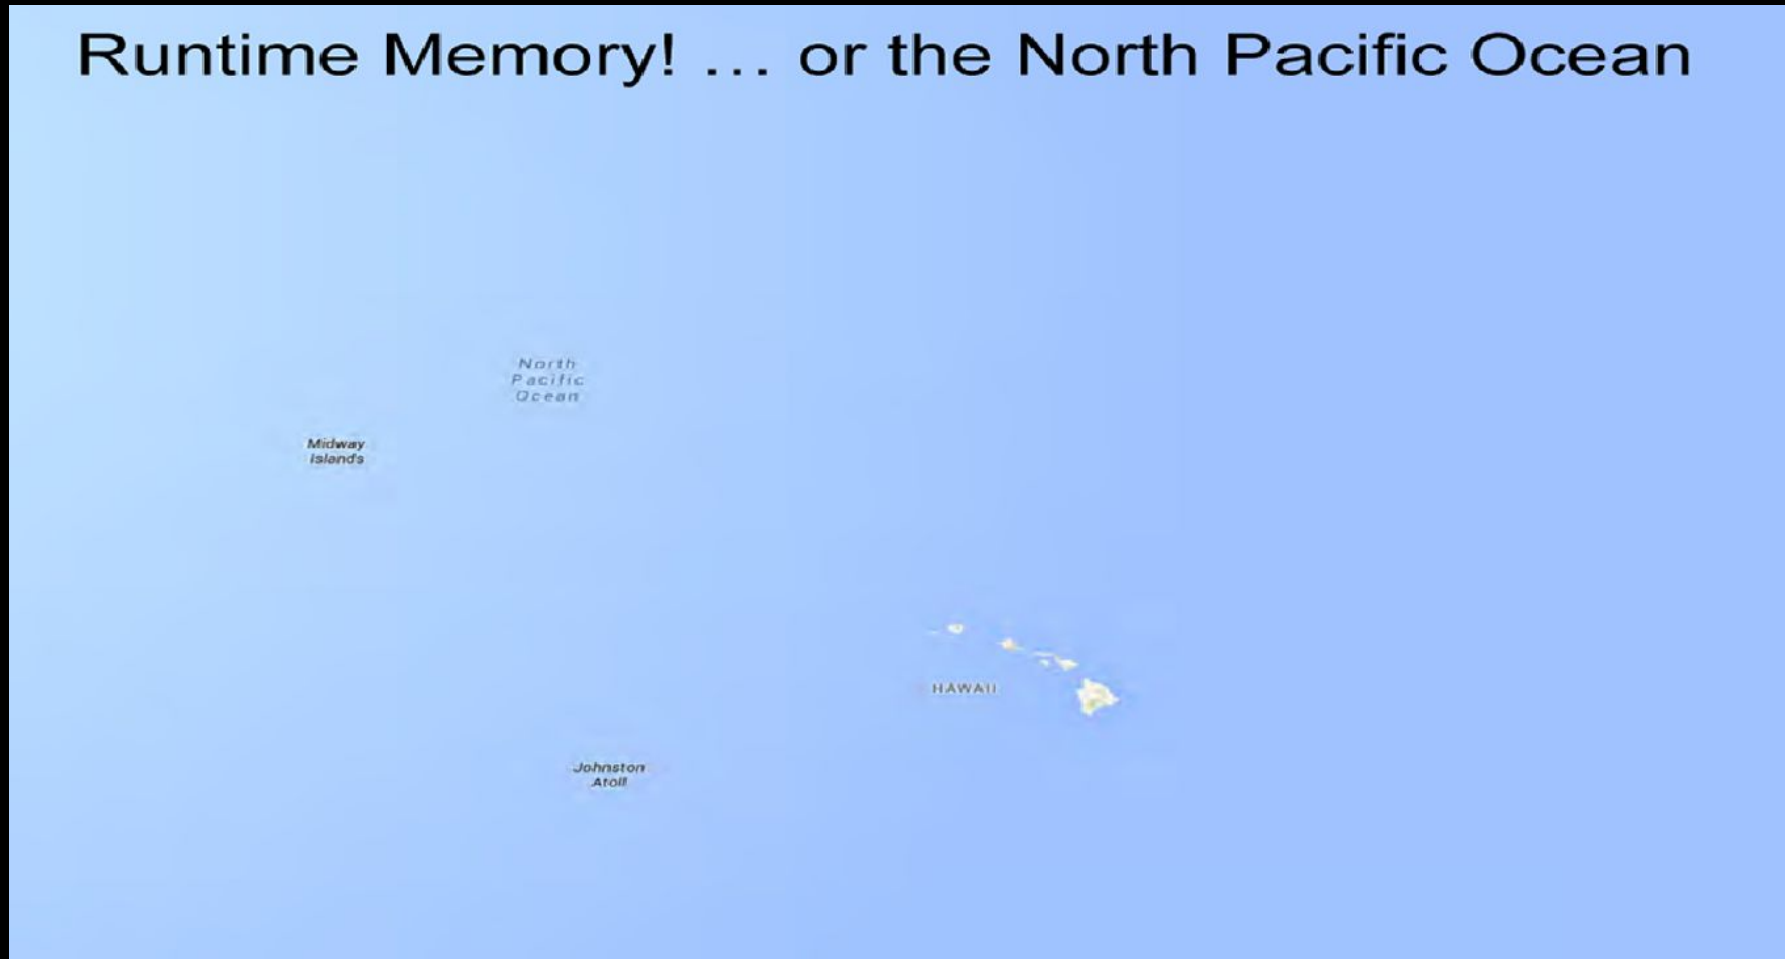 Runtime Memory! ... or the North Pacific Ocean
North
Pacific
Ocean
Midway
Islands
HAWAII
Johnston
Atoll